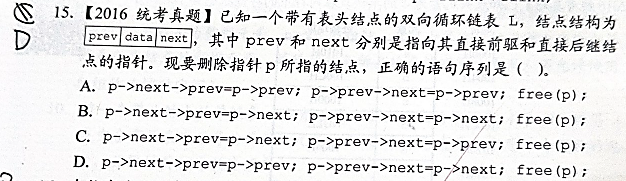 15.【2016 统考真题】已知一个带有表头结点的双向循环链表 L，结点结构为
D prev data next，其中 prev 和 next 分别是指向其直接前驱和直接后继结
点的指针。现要删除指针 p 所指的结点，正确的语句序列是（ ）。
A. p->next->prev=p->prev; p->prev->next=p->prev; free(p);
B. p->next->prev=p->next; p->prev->next=p->next; free(p);
C. p->next->prev=p->next; p->prev->next=p->prev; free(p);
D. p->next->prev=p->prev; p->prev->next=p->next; free(p);